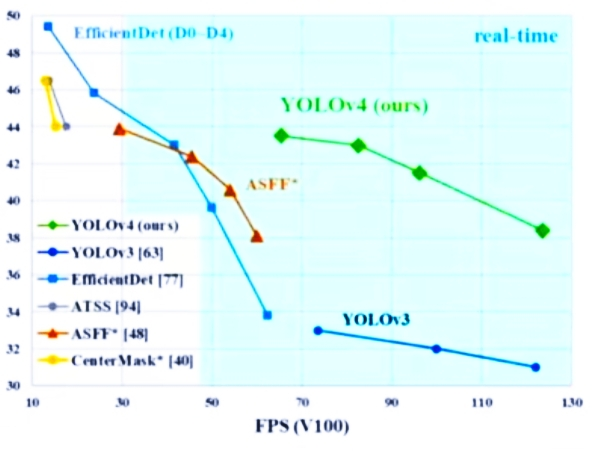 50
EfficientDet (D0–D4)
real-time
48
46
YOLOv4 (ours)
44
42
ASFF*
40
YOLOv4 (ours)
38
YOLOv3 [63]
EfficientDet [77]
36
ATSS [94]
34
YOLOv3
ASFF* [48]
32
CenterMask* [40]
30
10 30 50 70 90 110 130
FPS (V100)